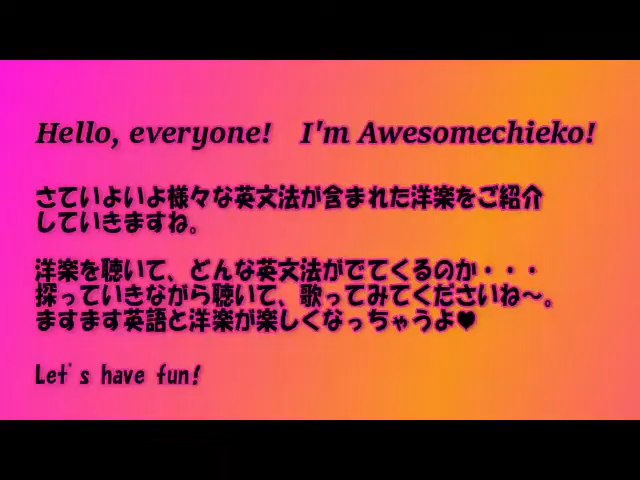 Hello, everyone! I'm Awesomechieko!
さていよいよ様々な英文法が含まれた洋楽をご紹介
していきますね。
洋楽を聴いて、どんな英文法がでてくるのか・・・
探っていきながら聴いて、歌ってみてくださいね～。
ますます英語と洋楽が楽しくなっちゃうよ♥
Let's have fun!